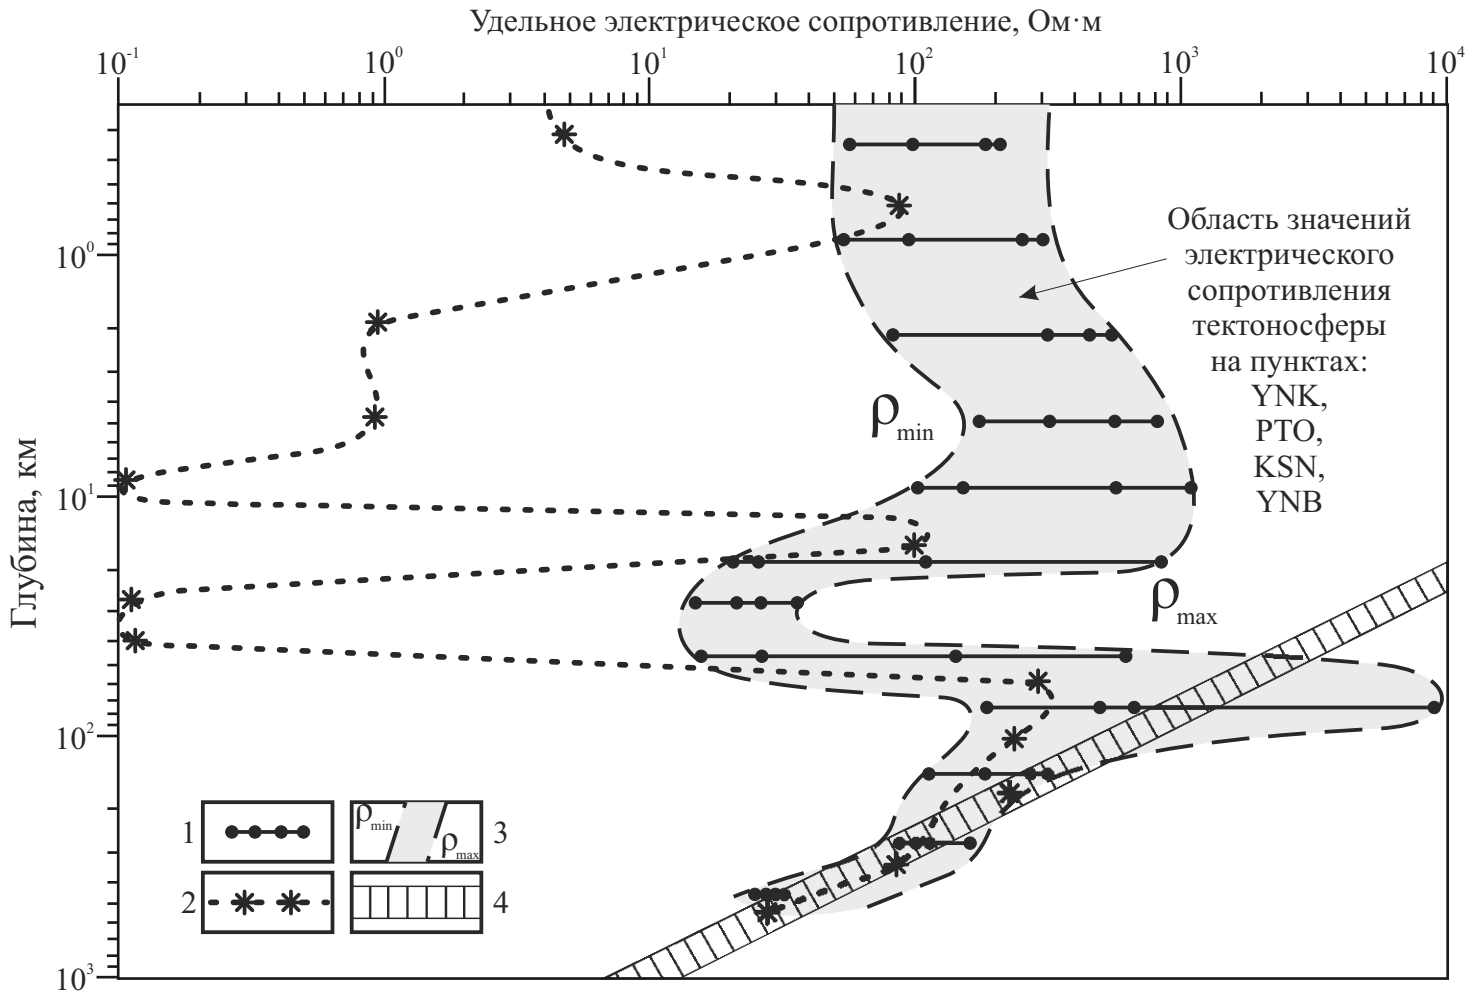 Удельное электрическое сопротивление, Ом·м
10⁻¹ 10⁰ 10¹ 10² 10³ 10⁴
Глубина, км
10⁰
10¹
10²
10³
Область значений
электрического
сопротивления
тектоносферы
на пунктах:
YNK,
PTO,
KSN,
YNB
ρmin
ρmax
1
ρmin
ρmax
3
2
4